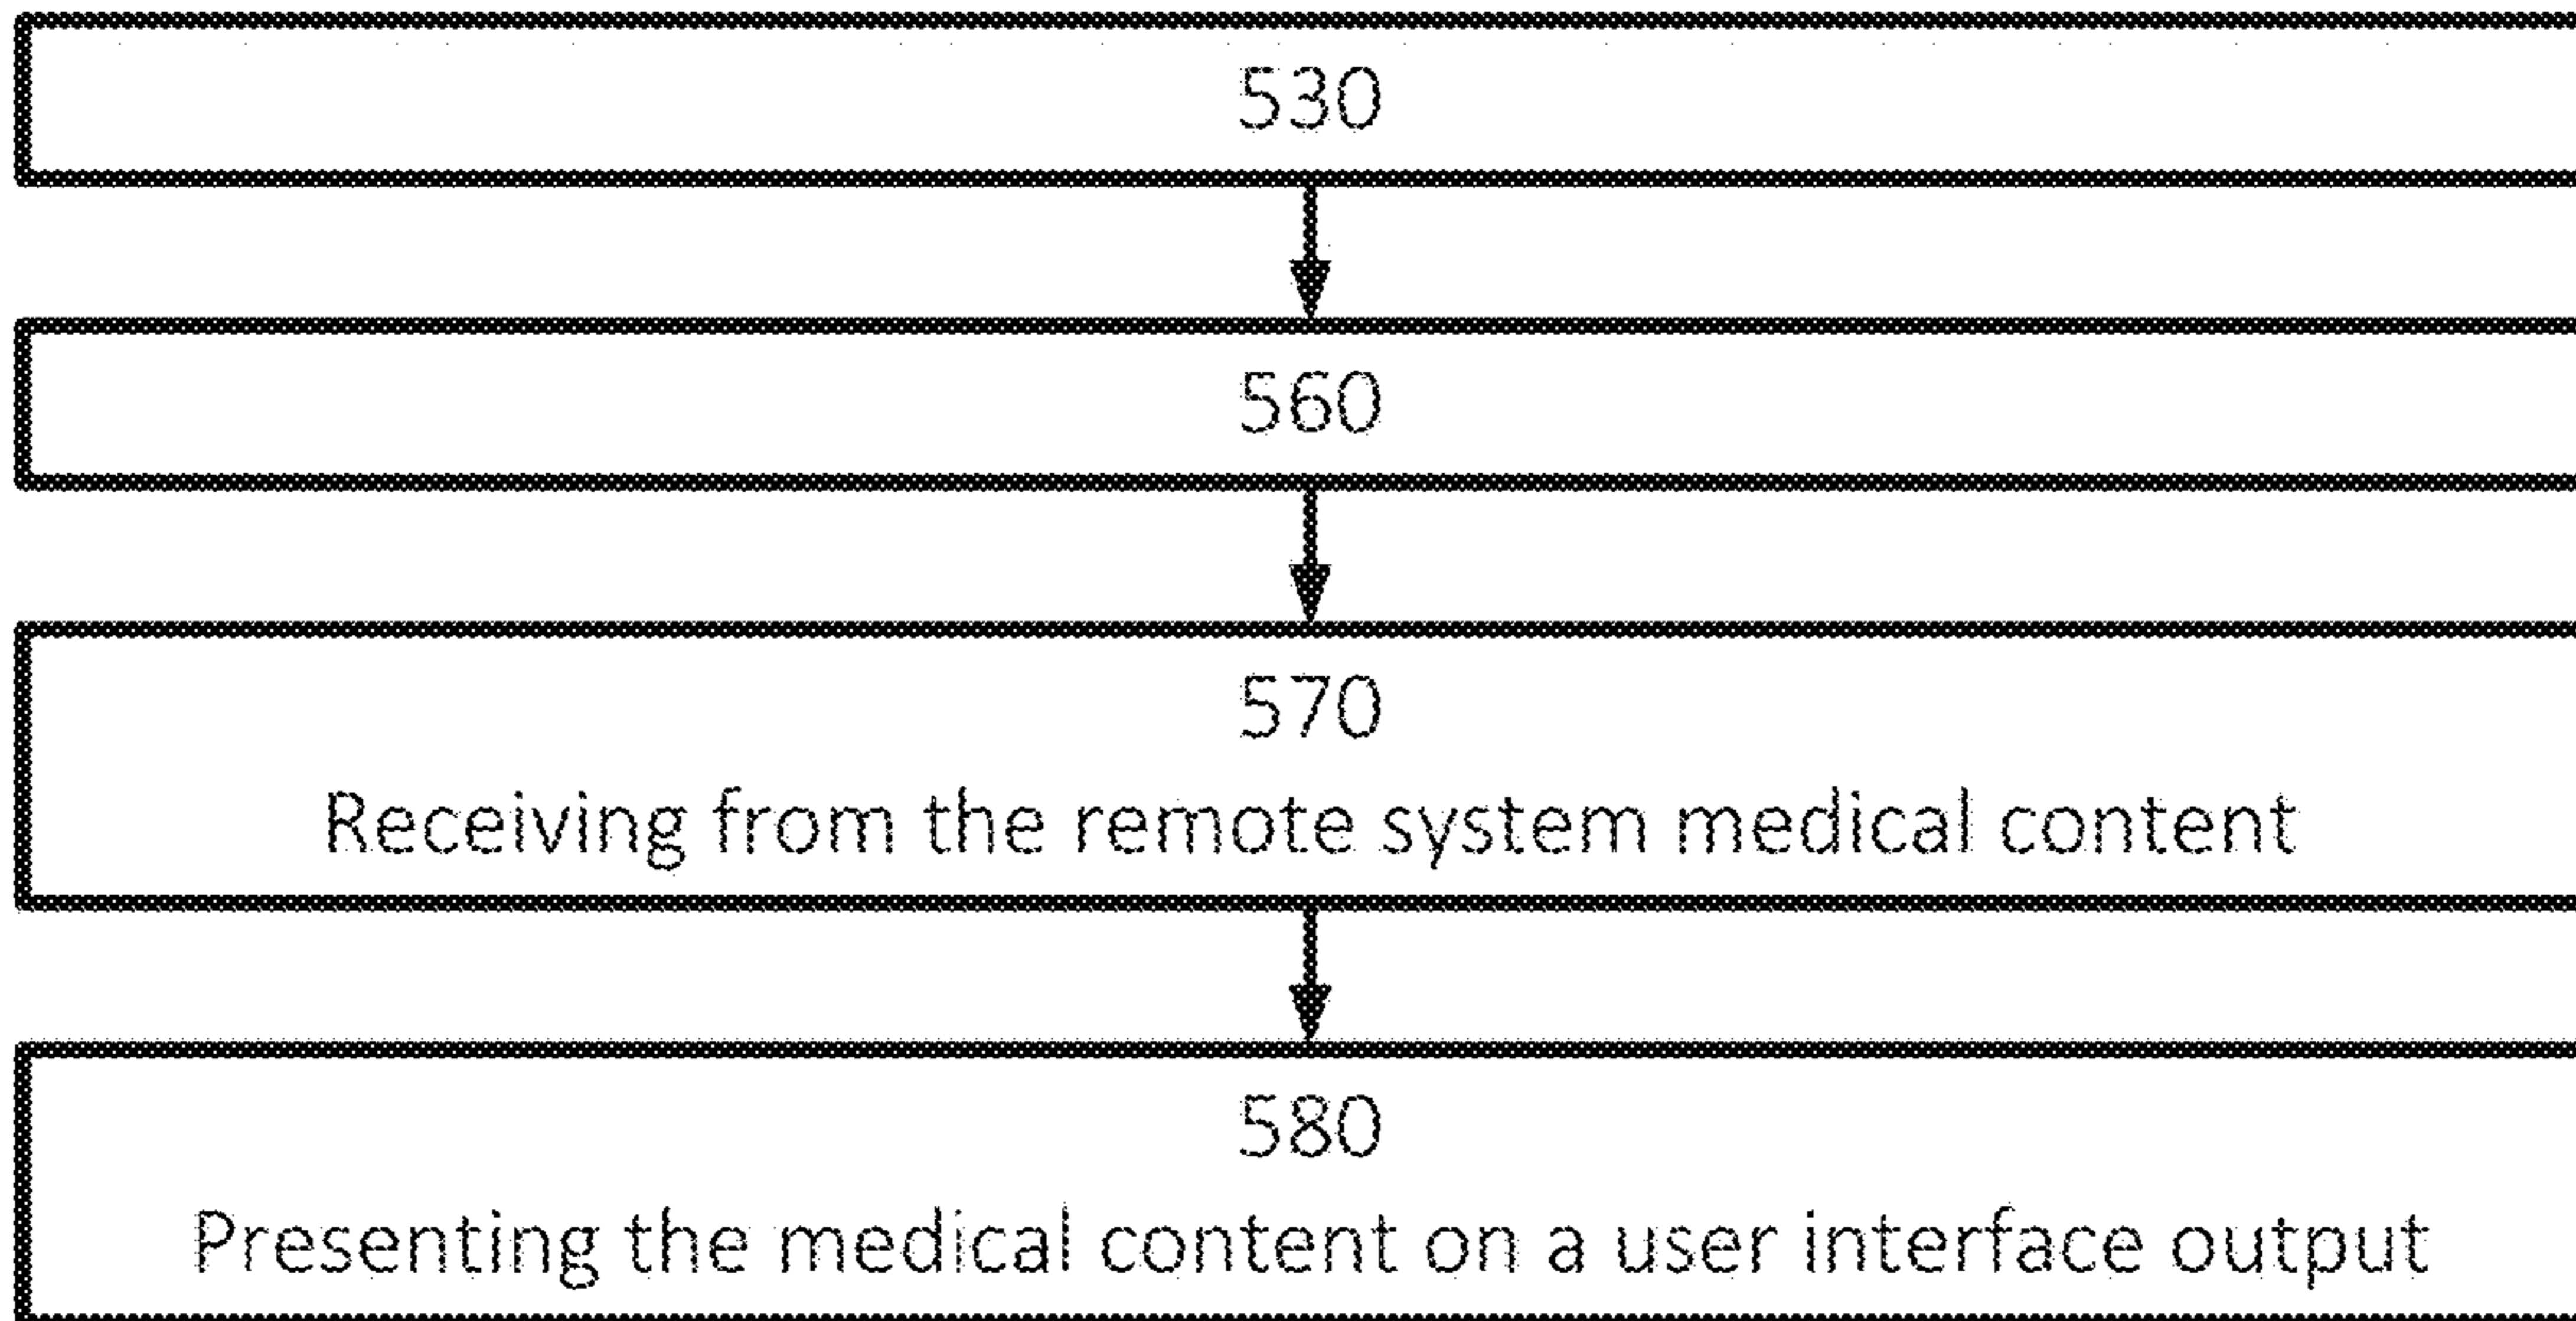 530
560
570
Receiving from the remote system medical content
580
Presenting the medical content on a user interface output